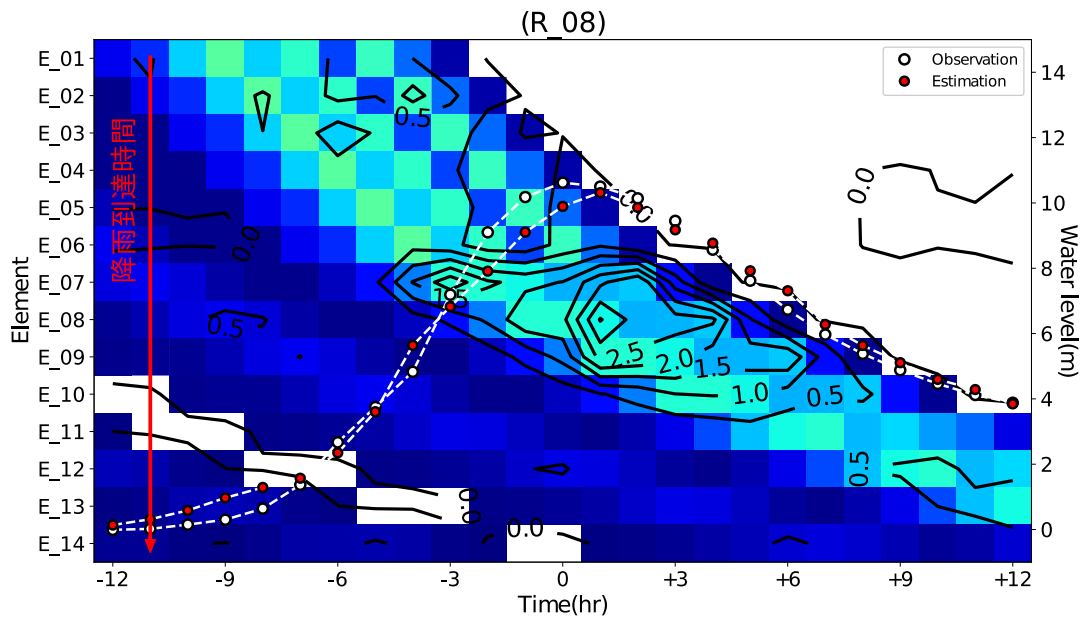 (R_08)
Observation
Estimation
E_01
E_02
E_03
E_04
E_05
E_06
E_07
E_08
E_09
E_10
E_11
E_12
E_13
E_14
Element
降雨到達時間
0.5
0.0
0.0
0.0
0.5
1.5
2.5
2.0
1.5
1.0
0.5
0.5
0.0
0.0
14
12
10
8
6
4
2
0
Water level(m)
-12
-9
-6
-3
0
+3
+6
+9
+12
Time(hr)